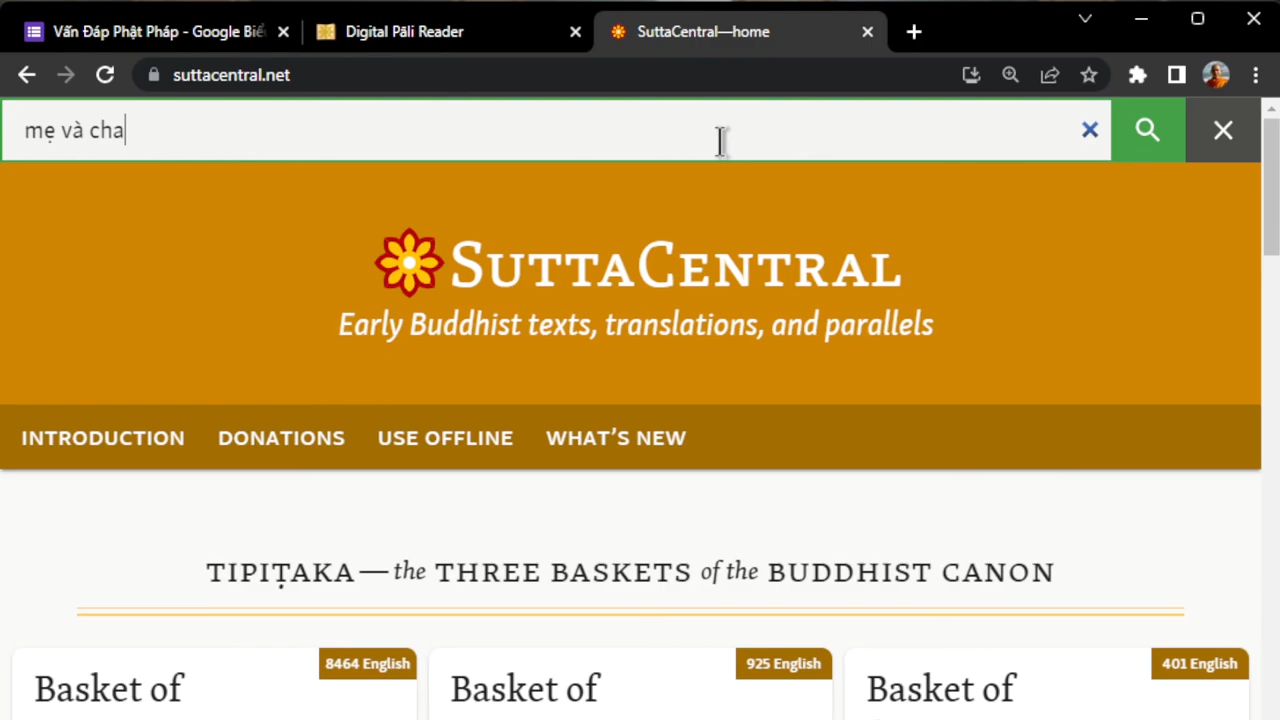 Vấn Đáp Phật Pháp - Google Biể
Digital Pāli Reader
SuttaCentral—home
suttacentral.net
mẹ và cha
SuttaCentral
Early Buddhist texts, translations, and parallels
INTRODUCTION DONATIONS USE OFFLINE WHAT'S NEW
TIPIṬAKA—the THREE BASKETS of the BUDDHIST CANON
8464 English
Basket of
925 English
Basket of
401 English
Basket of